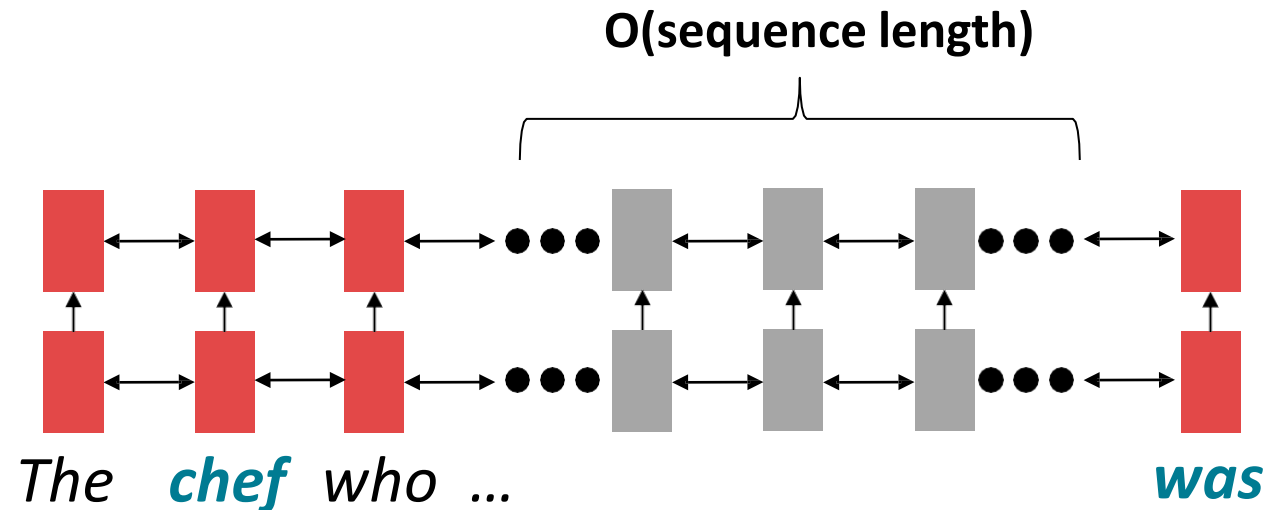 O(sequence length)
The chef who ... was